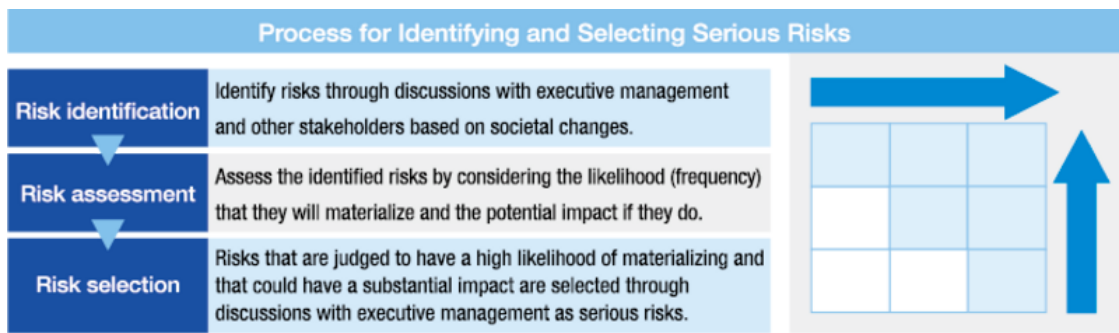 Process for Identifying and Selecting Serious Risks
Risk identification
Identify risks through discussions with executive management
and other stakeholders based on societal changes.
Risk assessment
Assess the identified risks by considering the likelihood (frequency)
that they will materialize and the potential impact if they do.
Risk selection
Risks that are judged to have a high likelihood of materializing and
that could have a substantial impact are selected through
discussions with executive management as serious risks.